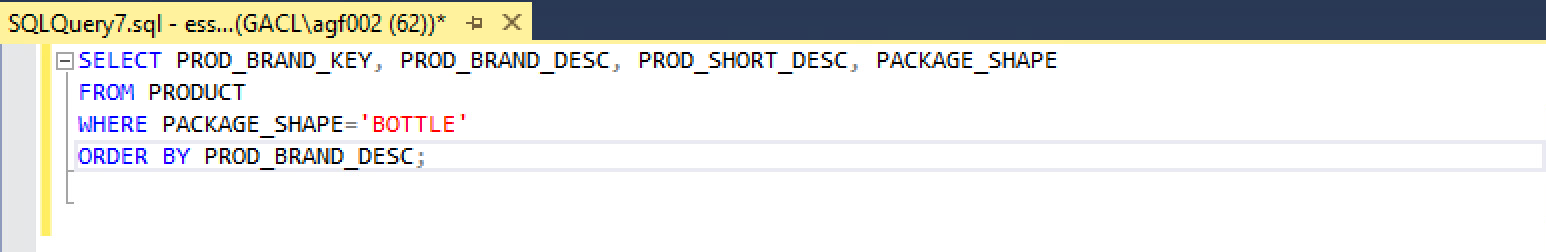 SQLQuery7.sql - ess...(GACL\agf002 (62))*
SELECT PROD_BRAND_KEY, PROD_BRAND_DESC, PROD_SHORT_DESC, PACKAGE_SHAPE
FROM PRODUCT
WHERE PACKAGE_SHAPE='BOTTLE'
ORDER BY PROD_BRAND_DESC;